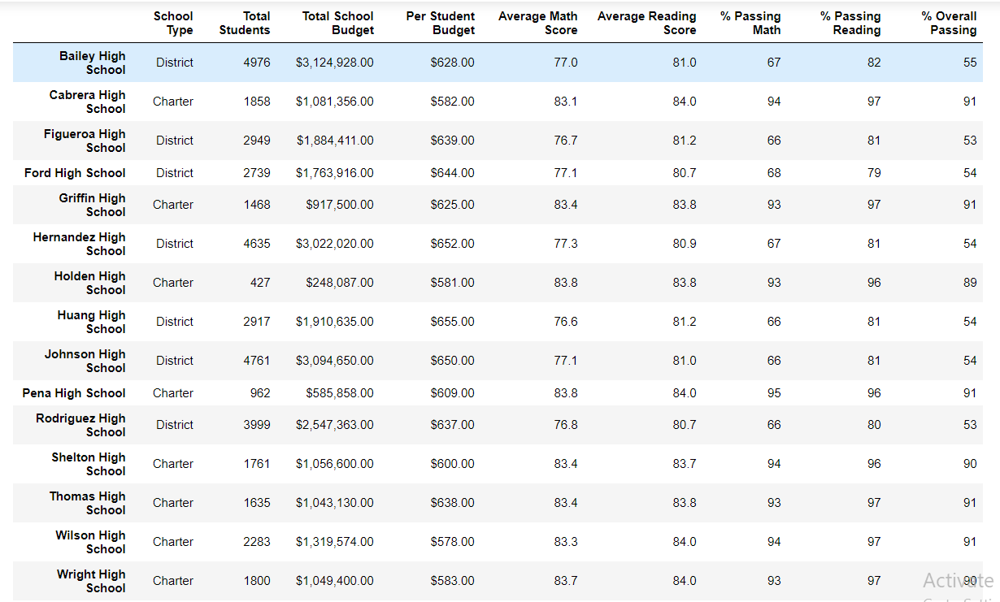 School Type Total Students Total School Budget Per Student Budget Average Math Score Average Reading Score % Passing Math % Passing Reading % Overall Passing
Bailey High School District 4976 $3,124,928.00 $628.00 77.0 81.0 67 82 55
Cabrera High School Charter 1858 $1,081,356.00 $582.00 83.1 84.0 94 97 91
Figueroa High School District 2949 $1,884,411.00 $639.00 76.7 81.2 66 81 53
Ford High School District 2739 $1,763,916.00 $644.00 77.1 80.7 68 79 54
Griffin High School Charter 1468 $917,500.00 $625.00 83.4 83.8 93 97 91
Hernandez High School District 4635 $3,022,020.00 $652.00 77.3 80.9 67 81 54
Holden High School Charter 427 $248,087.00 $581.00 83.8 83.8 93 96 89
Huang High School District 2917 $1,910,635.00 $655.00 76.6 81.2 66 81 54
Johnson High School District 4761 $3,094,650.00 $650.00 77.1 81.0 66 81 54
Pena High School Charter 962 $585,858.00 $609.00 83.8 84.0 95 96 91
Rodriguez High School District 3999 $2,547,363.00 $637.00 76.8 80.7 66 80 53
Shelton High School Charter 1761 $1,056,600.00 $600.00 83.4 83.7 94 96 90
Thomas High School Charter 1635 $1,043,130.00 $638.00 83.4 83.8 93 97 91
Wilson High School Charter 2283 $1,319,574.00 $578.00 83.3 84.0 94 97 91
Wright High School Charter 1800 $1,049,400.00 $583.00 83.7 84.0 93 97 90
Activate